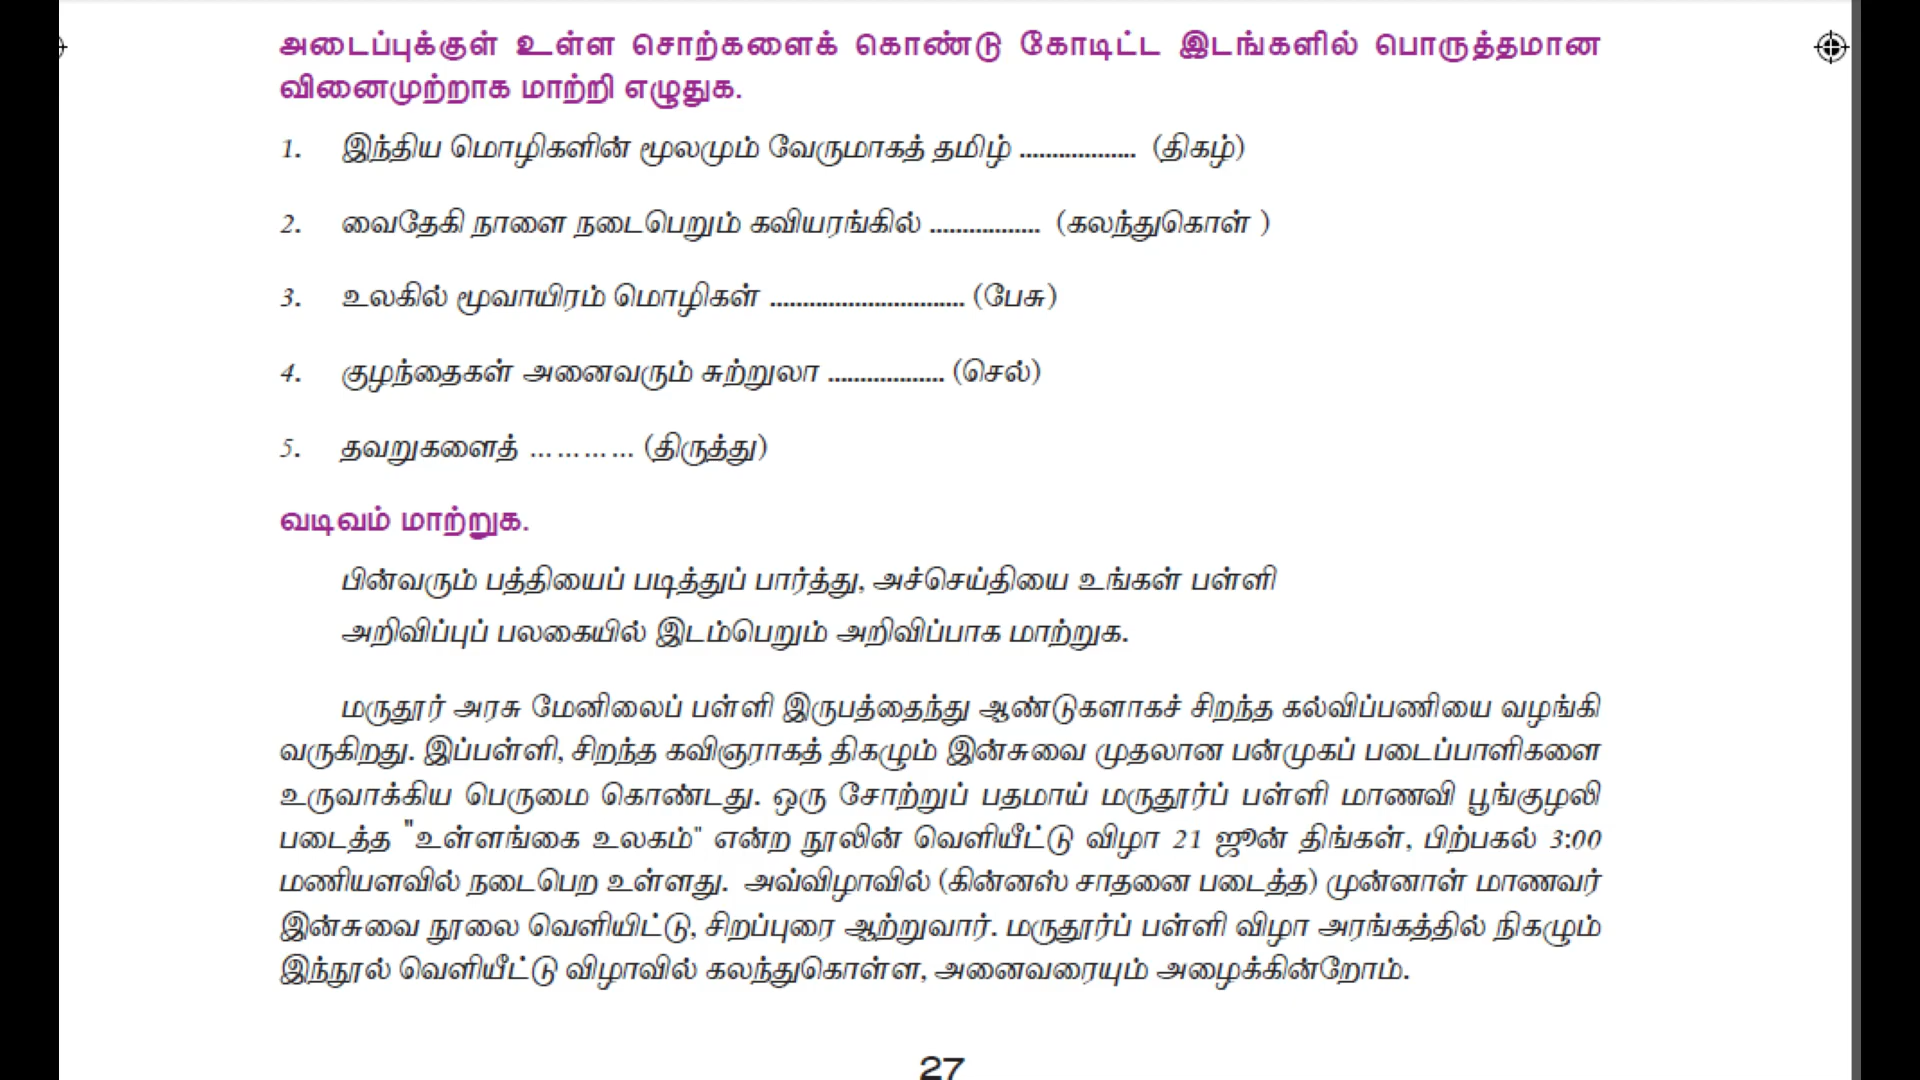 அடைப்புக்குள் உள்ள சொற்களைக் கொண்டு கோடிட்ட இடங்களில் பொருத்தமான
வினைமுற்றாக மாற்றி எழுதுக.
1. இந்திய மொழிகளின் மூலமும் வேருமாகத் தமிழ் .................. (திகழ்)
2. வைதேகி நாளை நடைபெறும் கவியரங்கில் ................. (கலந்துகொள் )
3. உலகில் மூவாயிரம் மொழிகள் .............................. (பேசு)
4. குழந்தைகள் அனைவரும் சுற்றுலா .................. (செல்)
5. தவறுகளைத் ... ... ... ... (திருத்து)
வடிவம் மாற்றுக.
பின்வரும் பத்தியைப் படித்துப் பார்த்து, அச்செய்தியை உங்கள் பள்ளி
அறிவிப்புப் பலகையில் இடம்பெறும் அறிவிப்பாக மாற்றுக.
மருதூர் அரசு மேனிலைப் பள்ளி இருபத்தைந்து ஆண்டுகளாகச் சிறந்த கல்விப்பணியை வழங்கி
வருகிறது. இப்பள்ளி, சிறந்த கவிஞராகத் திகழும் இன்சுவை முதலான பன்முகப் படைப்பாளிகளை
உருவாக்கிய பெருமை கொண்டது. ஒரு சோற்றுப் பதமாய் மருதூர்ப் பள்ளி மாணவி பூங்குழலி
படைத்த "உள்ளங்கை உலகம்" என்ற நூலின் வெளியீட்டு விழா 21 ஜூன் திங்கள், பிற்பகல் 3:00
மணியளவில் நடைபெற உள்ளது. அவ்விழாவில் (கின்னஸ் சாதனை படைத்த) முன்னாள் மாணவர்
இன்சுவை நூலை வெளியிட்டு, சிறப்புரை ஆற்றுவார். மருதூர்ப் பள்ளி விழா அரங்கத்தில் நிகழும்
இந்நூல் வெளியீட்டு விழாவில் கலந்துகொள்ள, அனைவரையும் அழைக்கின்றோம்.
27